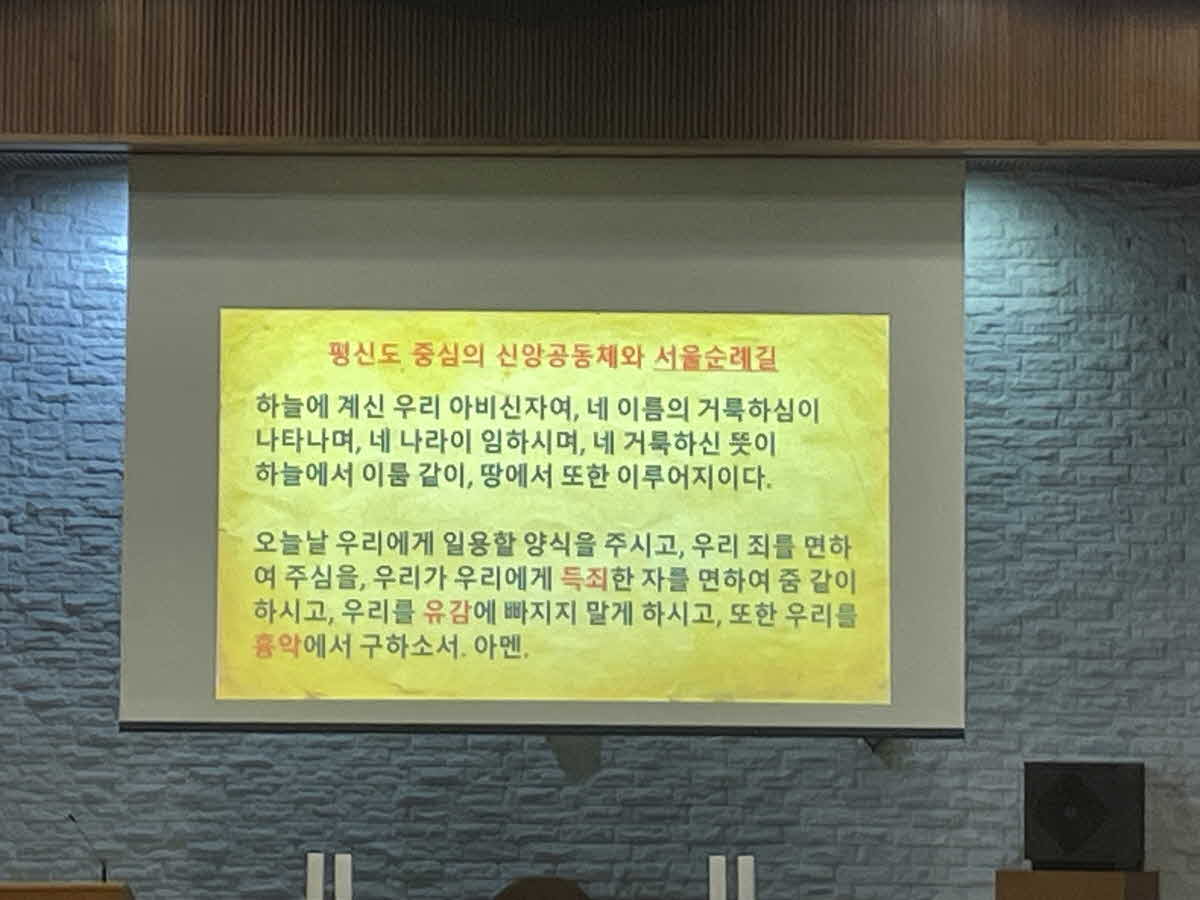 평신도 중심의 신앙공동체와 서울순례길
하늘에 계신 우리 아비신자여, 네 이름의 거룩하심이
나타나며, 네 나라이 임하시며, 네 거룩하신 뜻이
하늘에서 이룸 같이, 땅에서 또한 이루어지이다.
오늘날 우리에게 일용할 양식을 주시고, 우리 죄를 면하
여 주심을, 우리가 우리에게 득죄한 자를 면하여 줌 같이
하시고, 우리를 유감에 빠지지 말게 하시고, 또한 우리를
흉악에서 구하소서. 아멘.